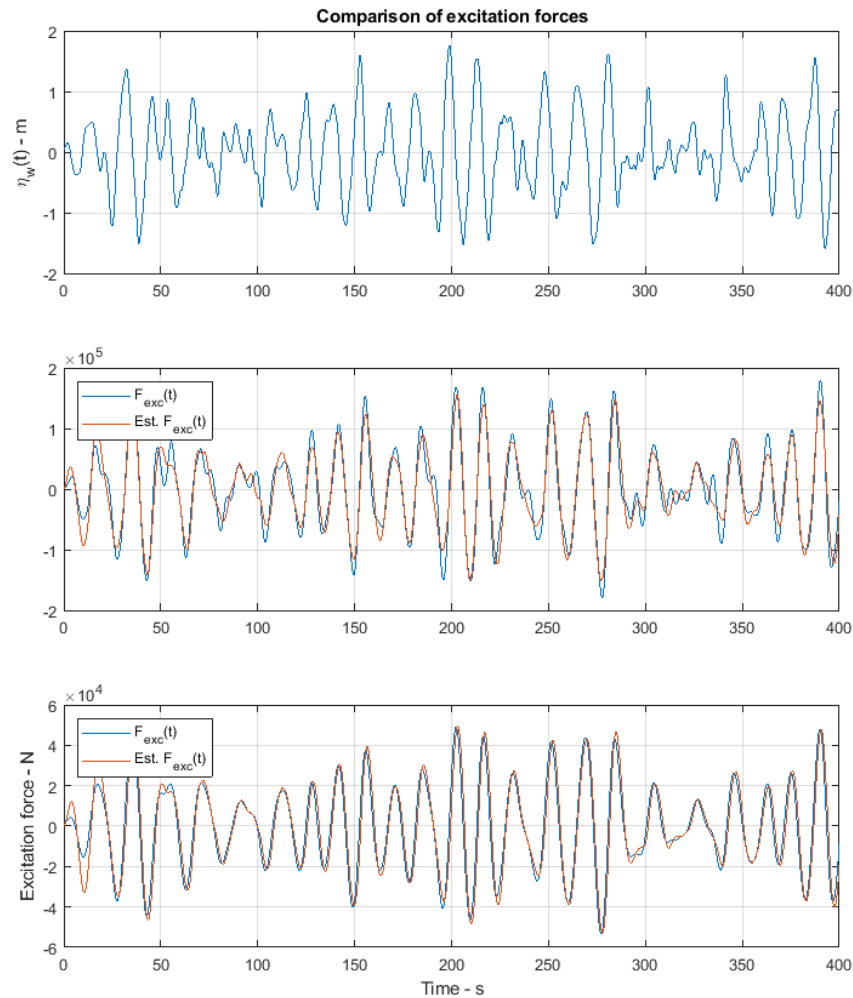 Comparison of excitation forces
2
1
0
-1
-2
η_w(t) - m
0 50 100 150 200 250 300 350 400
×10^5
2
1
0
-1
-2
F_exc(t)
Est. F_exc(t)
0 50 100 150 200 250 300 350 400
×10^4
6
4
2
0
-2
-4
-6
Excitation force - N
F_exc(t)
Est. F_exc(t)
0 50 100 150 200 250 300 350 400
Time - s